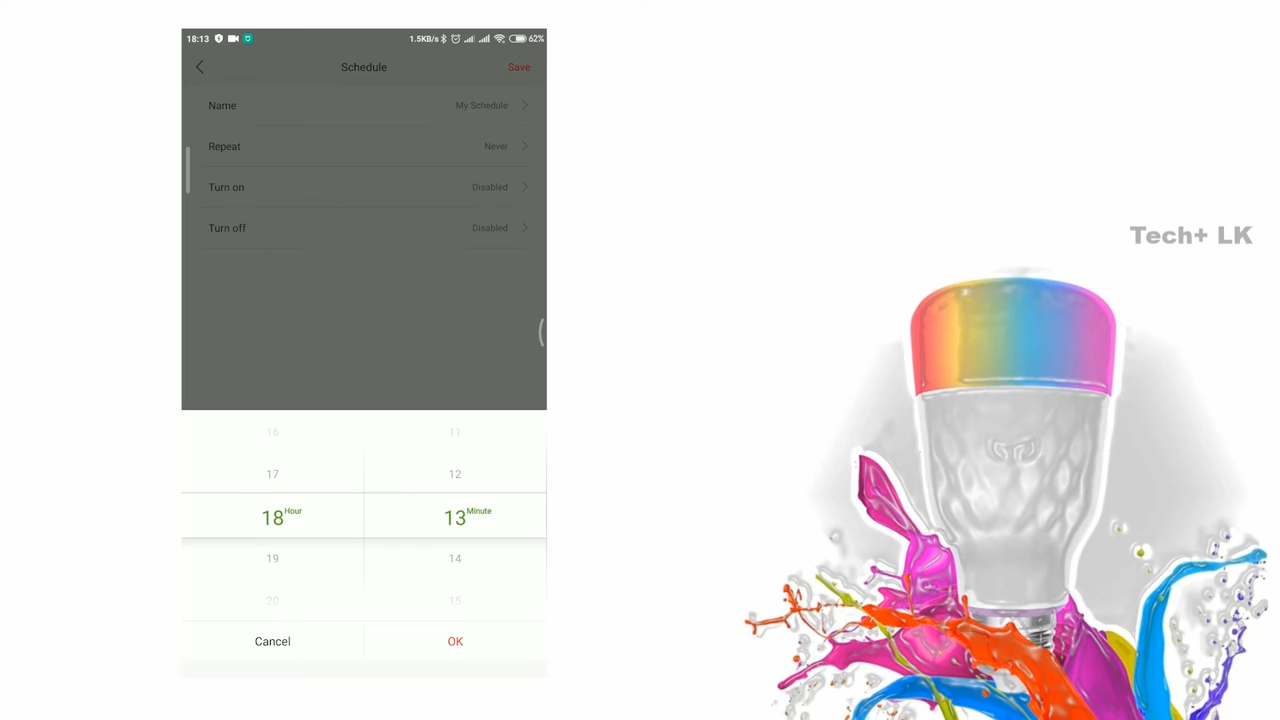 18:13
1.5KB/s
62%
Schedule
Save
Name
My Schedule
Repeat
Never
Turn on
Disabled
Turn off
Disabled
16
11
17
12
18 Hour
13 Minute
19
14
20
15
Cancel
OK
Tech+ LK